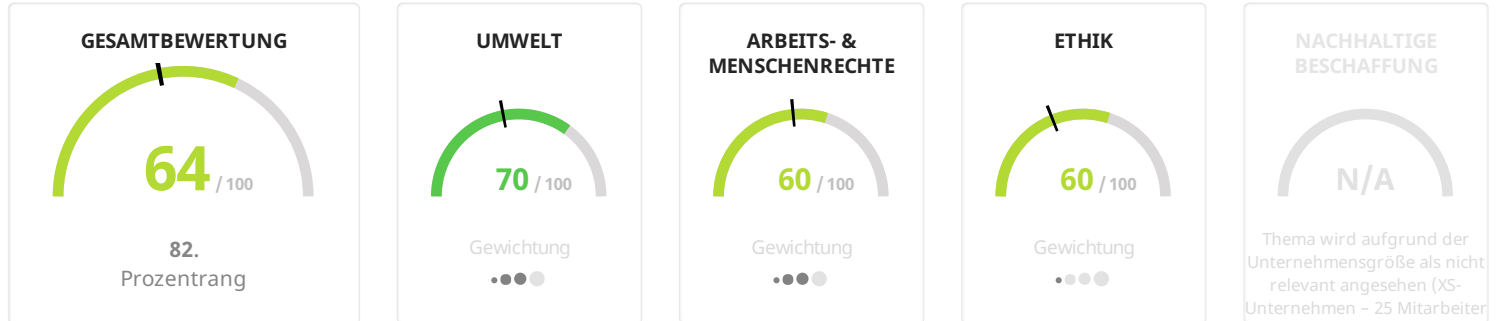 GESAMTBEWERTUNG
64 / 100
82.
Prozentrang
UMWELT
70 / 100
Gewichtung
ARBEITS- &
MENSCHENRECHTE
60 / 100
Gewichtung
ETHIK
60 / 100
Gewichtung
NACHHALTIGE
BESCHAFFUNG
N/A
Thema wird aufgrund der
Unternehmensgröße als nicht
relevant angesehen (XS-
Unternehmen – 25 Mitarbeiter